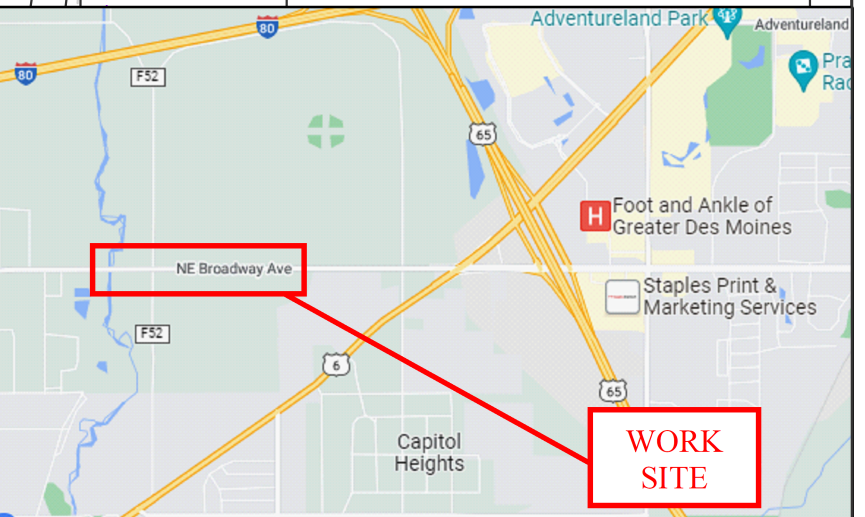 Adventureland Park
Adventureland
80
80
F52
Pra
Rac
65
Foot and Ankle of
Greater Des Moines
H
NE Broadway Ave
Staples Print &
Marketing Services
F52
6
65
WORK
SITE
Capitol
Heights